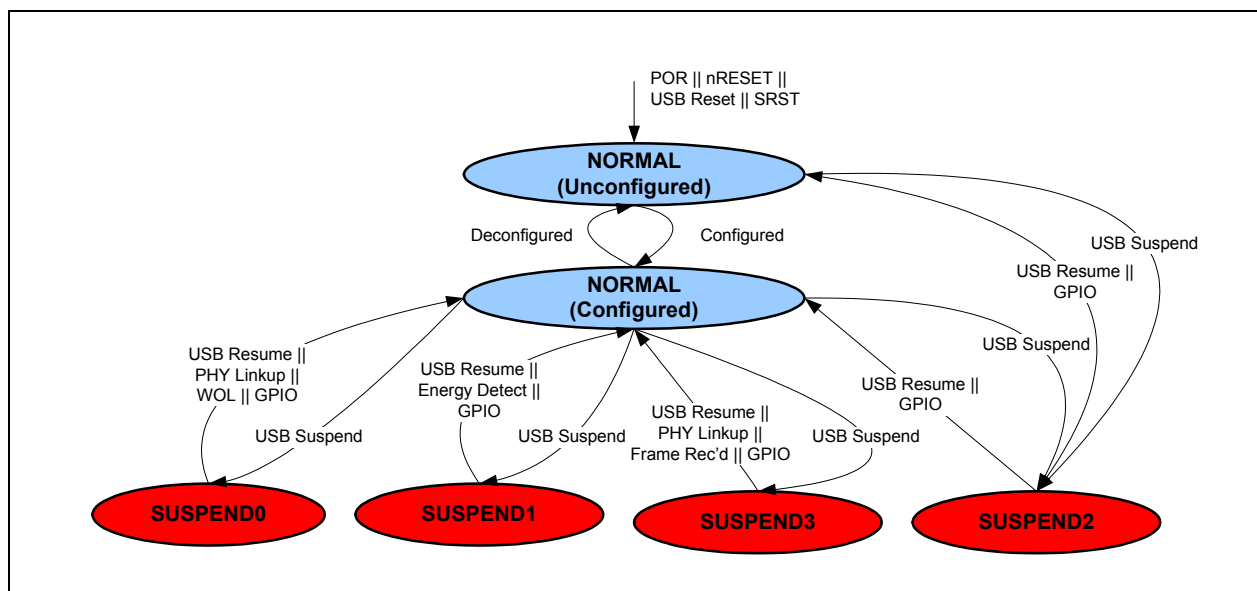 POR || nRESET ||
USB Reset || SRST
NORMAL
(Unconfigured)
Deconfigured
Configured
USB Suspend
USB Resume ||
GPIO
NORMAL
(Configured)
USB Suspend
USB Resume ||
PHY Linkup ||
WOL || GPIO
USB Resume ||
Energy Detect ||
GPIO
USB Resume ||
GPIO
USB Resume ||
PHY Linkup ||
Frame Rec'd || GPIO
USB Suspend
USB Suspend
USB Suspend
SUSPEND0
SUSPEND1
SUSPEND3
SUSPEND2